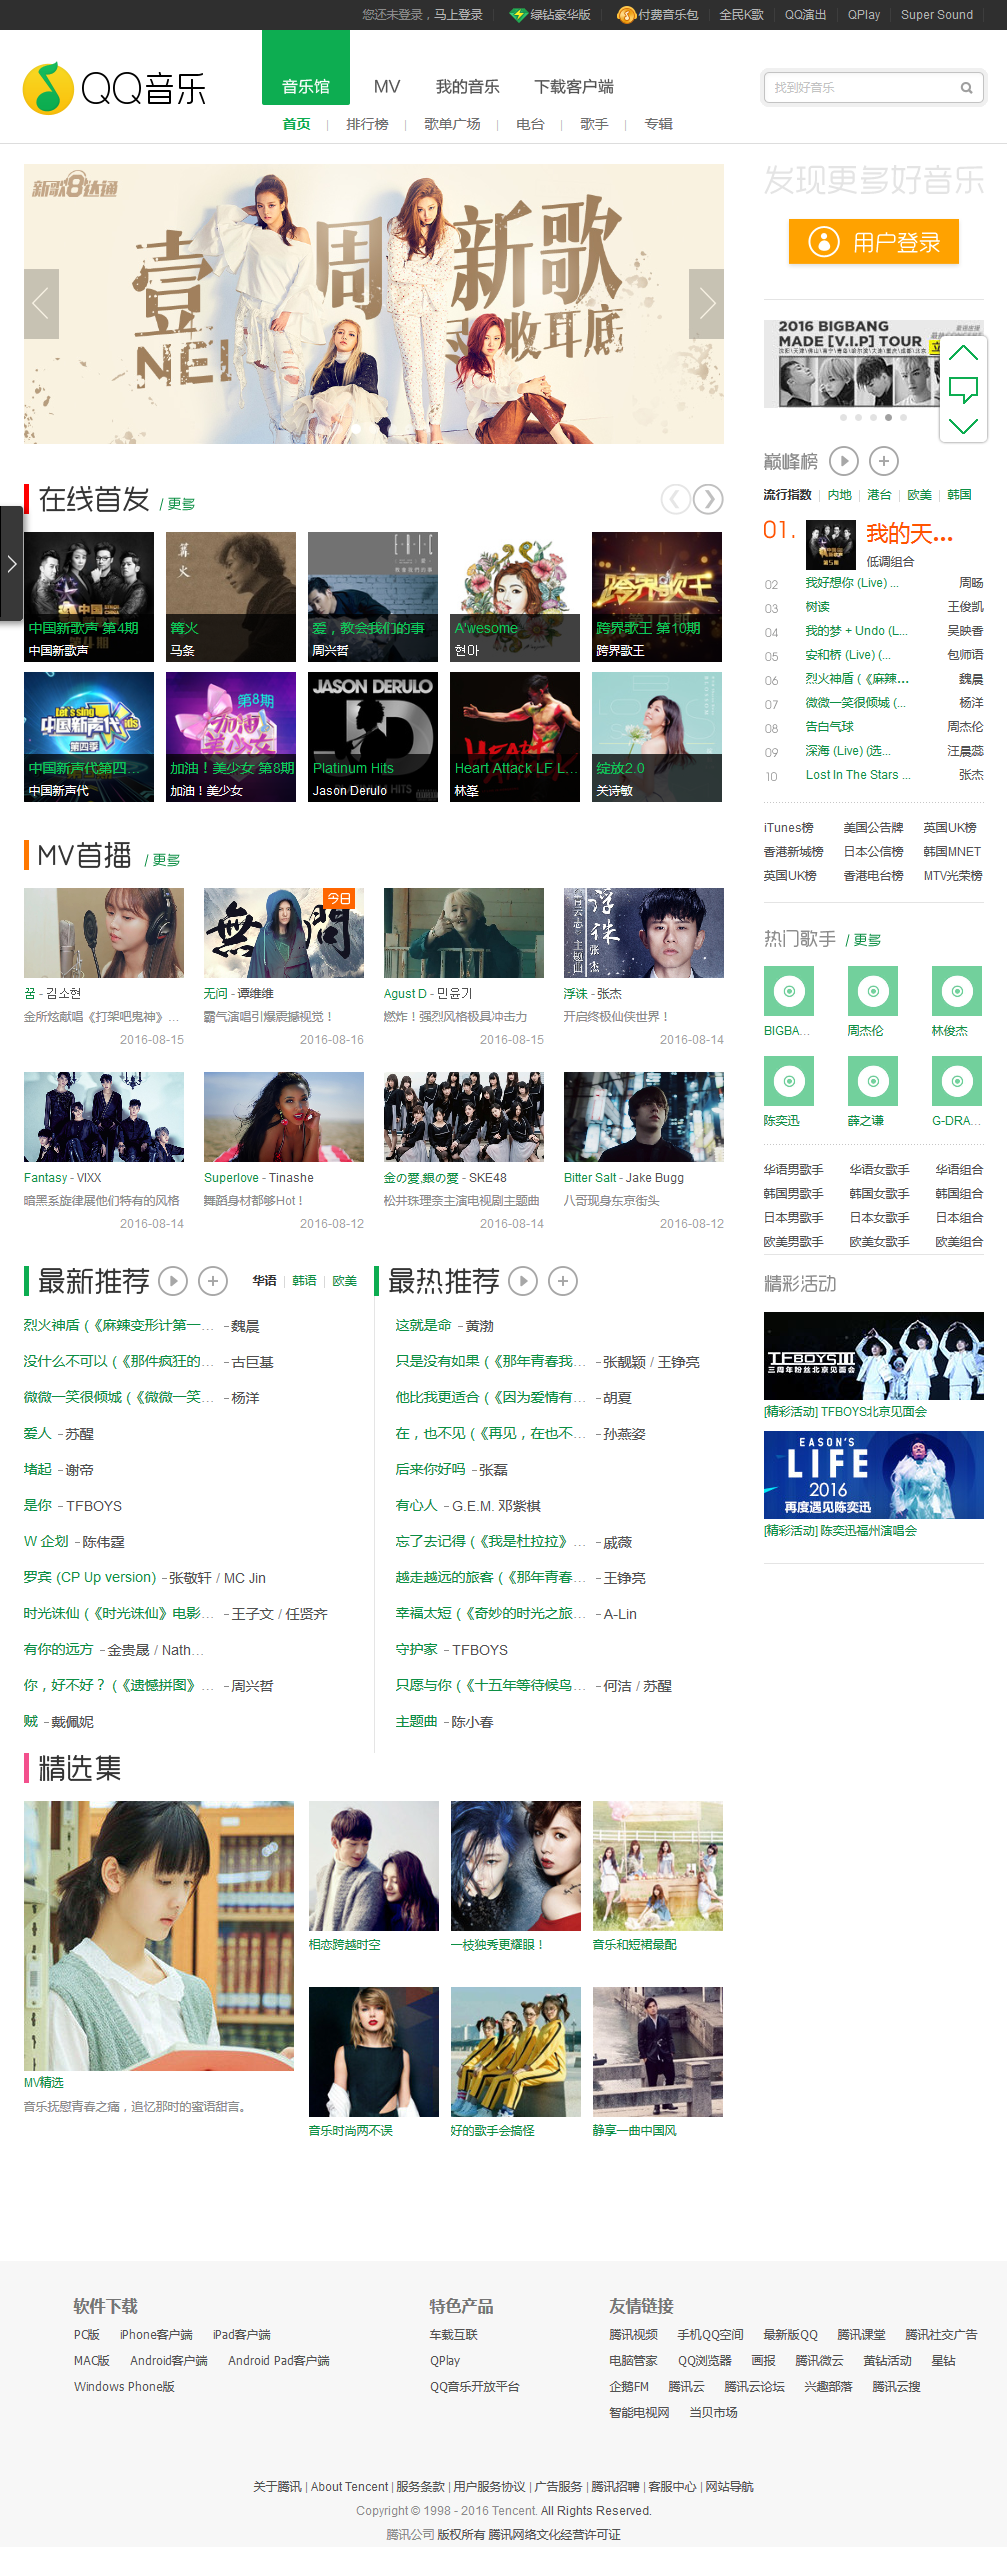 您还未登录，马上登录 绿钻豪华版 付费音乐包 全民K歌 QQ演出 QPlay Super Sound
QQ音乐
音乐馆 MV 我的音乐 下载客户端
找到好音乐
首页 排行榜 歌单广场 电台 歌手 专辑
新歌8达通
壹周新歌
NEW 尽收耳底
发现更多好音乐
用户登录
2016 BIGBANG
MADE [V.I.P] TOUR
在线首发 / 更多
中国新歌声 第4期
中国新歌声
篝火
马条
爱，教会我们的事
周兴哲
A'wesome
현아
跨界歌王 第10期
跨界歌王
中国新声代第四...
中国新声代
加油！美少女 第8期
加油！美少女
Platinum Hits
Jason Derulo
Heart Attack LF L...
林峯
绽放2.0
关诗敏
巅峰榜
流行指数 内地 港台 欧美 韩国
01. 我的天...
低调组合
02 我好想你 (Live) ... 周旸
03 树读 王俊凯
04 我的梦 + Undo (L... 吴映香
05 安和桥 (Live) (... 包师语
06 烈火神盾 (《麻辣... 魏晨
07 微微一笑很倾城 (... 杨洋
08 告白气球 周杰伦
09 深海 (Live) (选... 汪晨蕊
10 Lost In The Stars ... 张杰
iTunes榜 美国公告牌 英国UK榜
香港新城榜 日本公信榜 韩国MNET
英国UK榜 香港电台榜 MTV光荣榜
MV首播 / 更多
今日
無問
浮誅
꿈 - 김소현
金所炫献唱《打架吧鬼神》...
2016-08-15
无问 - 谭维维
霸气演唱引爆震撼视觉！
2016-08-16
Agust D - 민윤기
燃炸！强烈风格极具冲击力
2016-08-15
浮诛 - 张杰
开启终极仙侠世界！
2016-08-14
Fantasy - VIXX
暗黑系旋律展他们特有的风格
2016-08-14
Superlove - Tinashe
舞蹈身材都够Hot！
2016-08-12
金の愛,銀の愛 - SKE48
松井珠理奈主演电视剧主题曲
2016-08-14
Bitter Salt - Jake Bugg
八哥现身东京街头
2016-08-12
热门歌手 / 更多
BIGBA... 周杰伦 林俊杰
陈奕迅 薛之谦 G-DRA...
华语男歌手 华语女歌手 华语组合
韩国男歌手 韩国女歌手 韩国组合
日本男歌手 日本女歌手 日本组合
欧美男歌手 欧美女歌手 欧美组合
精彩活动
TFBOYS III
三周年粉丝北京见面会
[精彩活动] TFBOYS北京见面会
EASON'S
LIFE
2016
再度遇见陈奕迅
[精彩活动] 陈奕迅福州演唱会
最新推荐 华语 韩语 欧美
烈火神盾 (《麻辣变形计第一... -魏晨
没什么不可以 (《那件疯狂的... -古巨基
微微一笑很倾城 (《微微一笑... -杨洋
爱人 -苏醒
堵起 -谢帝
是你 -TFBOYS
W 企划 -陈伟霆
罗宾 (CP Up version) -张敬轩 / MC Jin
时光诛仙 (《时光诛仙》电影... -王子文 / 任贤齐
有你的远方 -金贵晟 / Nath...
你，好不好？ (《遗憾拼图》... -周兴哲
贼 -戴佩妮
最热推荐
这就是命 -黄渤
只是没有如果 (《那年青春我... -张靓颖 / 王铮亮
他比我更适合 (《因为爱情有... -胡夏
在，也不见 (《再见，在也不... -孙燕姿
后来你好吗 -张磊
有心人 -G.E.M. 邓紫棋
忘了去记得 (《我是杜拉拉》... -戚薇
越走越远的旅客 (《那年青春... -王铮亮
幸福太短 (《奇妙的时光之旅... -A-Lin
守护家 -TFBOYS
只愿与你 (《十五年等待候鸟... -何洁 / 苏醒
主题曲 -陈小春
精选集
MV精选
音乐抚慰青春之痛，追忆那时的蜜语甜言。
相恋跨越时空 一枝独秀更耀眼！ 音乐和短裙最配
音乐时尚两不误 好的歌手会搞怪 静享一曲中国风
软件下载
PC版 iPhone客户端 iPad客户端
MAC版 Android客户端 Android Pad客户端
Windows Phone版
特色产品
车载互联
QPlay
QQ音乐开放平台
友情链接
腾讯视频 手机QQ空间 最新版QQ 腾讯课堂 腾讯社交广告
电脑管家 QQ浏览器 画报 腾讯微云 黄钻活动 星钻
企鹅FM 腾讯云 腾讯云论坛 兴趣部落 腾讯云搜
智能电视网 当贝市场
关于腾讯 | About Tencent | 服务条款 | 用户服务协议 | 广告服务 | 腾讯招聘 | 客服中心 | 网站导航
Copyright © 1998 - 2016 Tencent. All Rights Reserved.
腾讯公司 版权所有 腾讯网络文化经营许可证